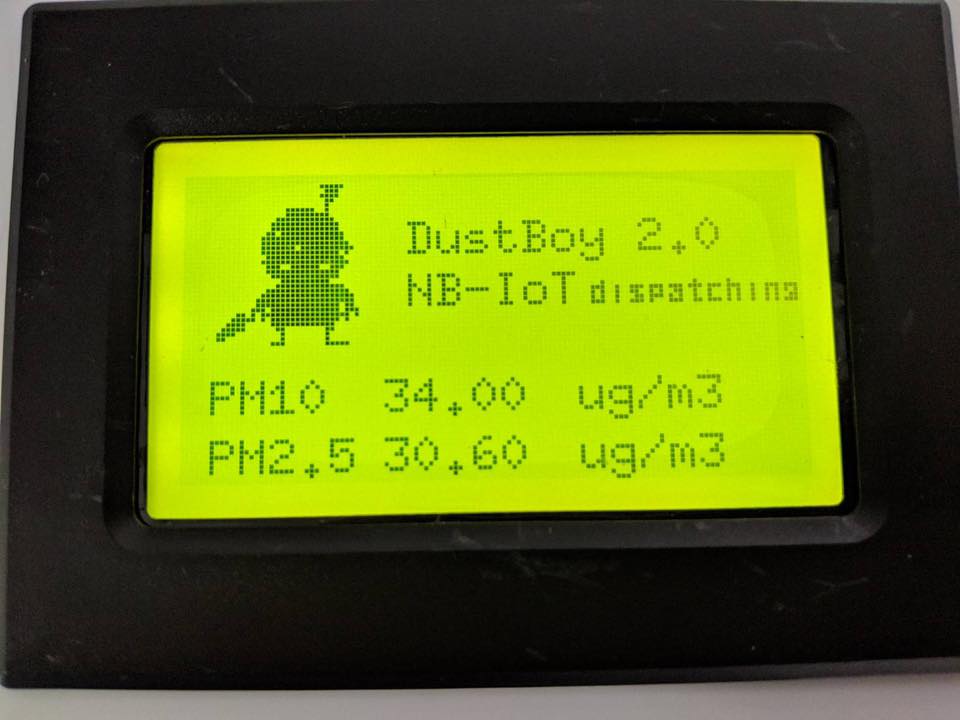 DustBoy 2.0
NB-IoT dispatching
PM10 34.00 ug/m3
PM2.5 30.60 ug/m3